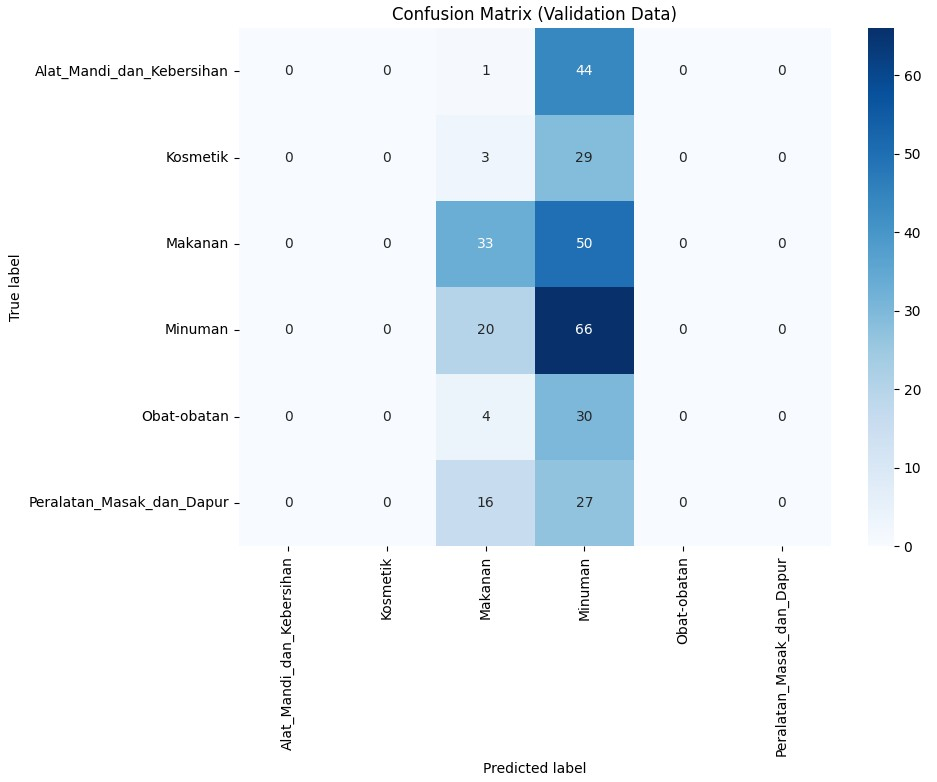 Confusion Matrix (Validation Data)
True label
Alat_Mandi_dan_Kebersihan 0 0 1 44 0 0
Kosmetik 0 0 3 29 0 0
Makanan 0 0 33 50 0 0
Minuman 0 0 20 66 0 0
Obat-obatan 0 0 4 30 0 0
Peralatan_Masak_dan_Dapur 0 0 16 27 0 0
Alat_Mandi_dan_Kebersihan
Kosmetik
Makanan
Minuman
Obat-obatan
Peralatan_Masak_dan_Dapur
Predicted label
60
50
40
30
20
10
0